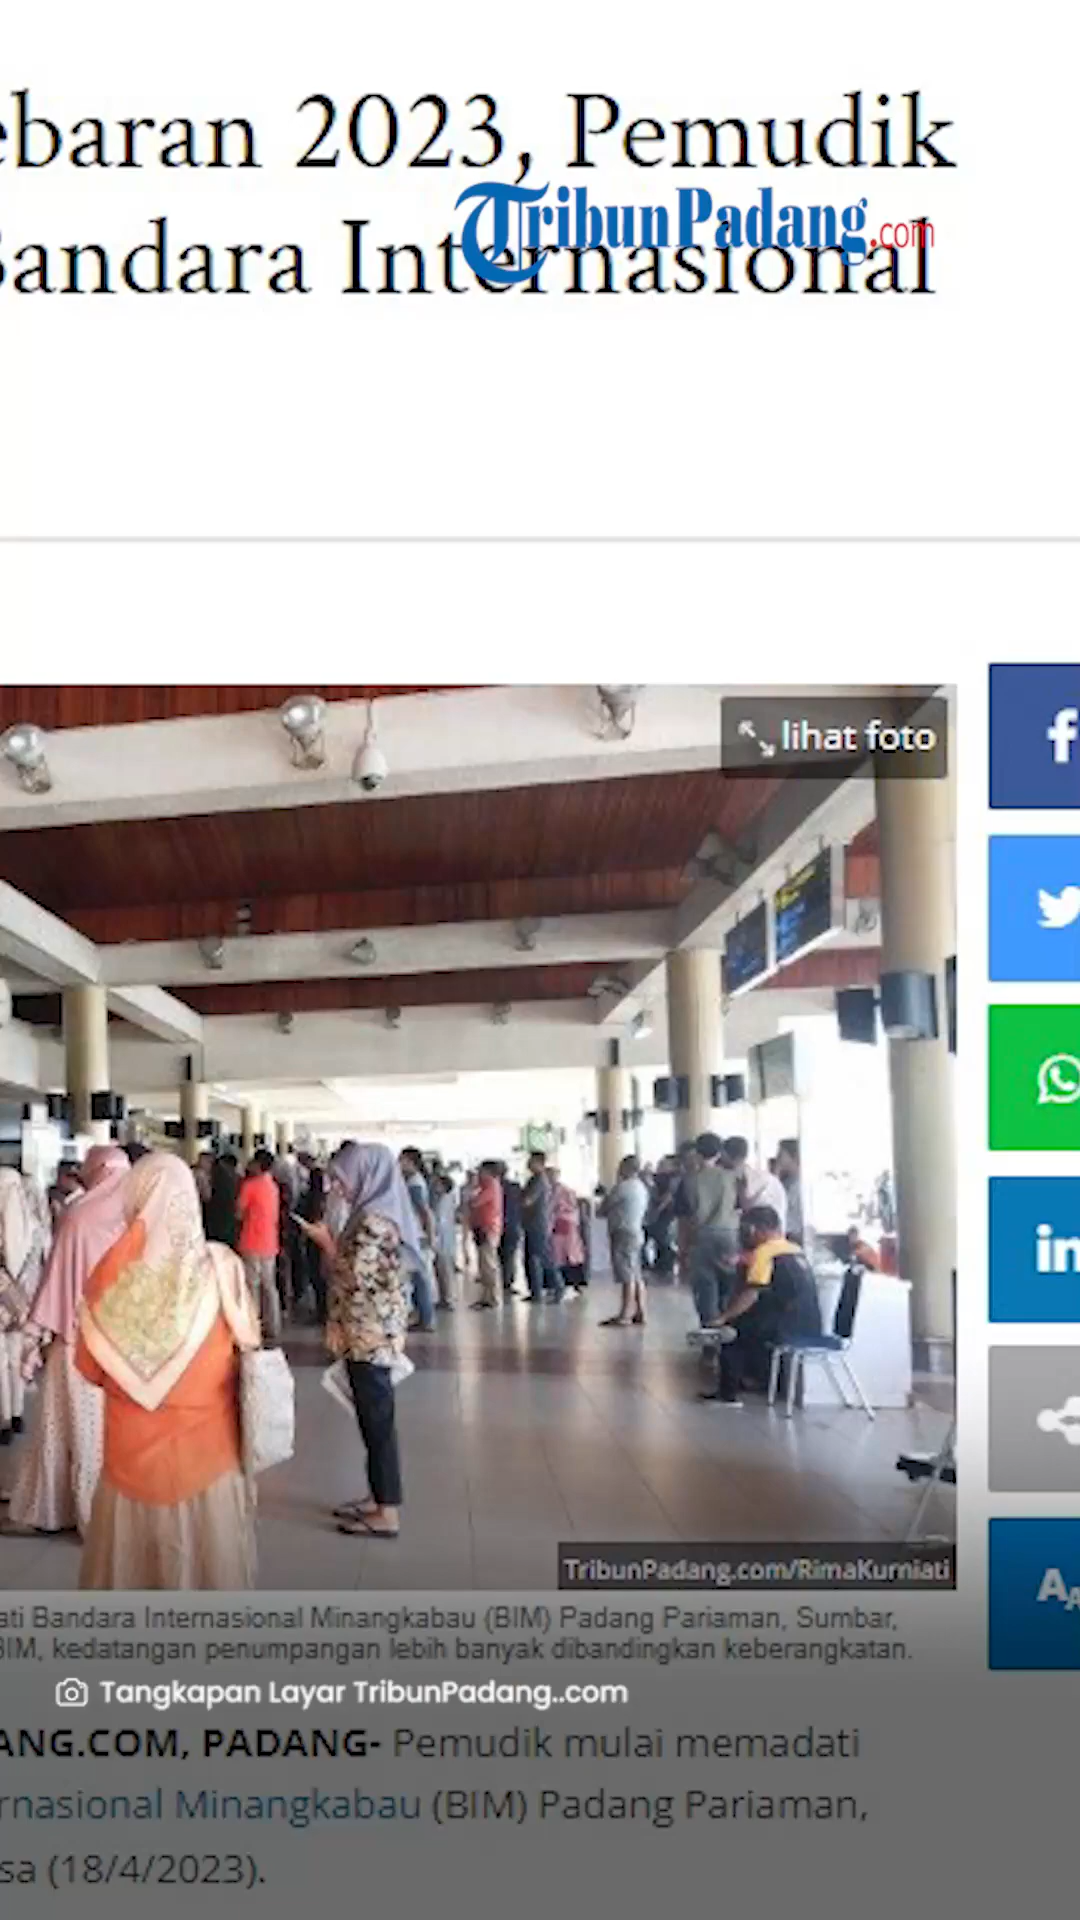 ebaran 2023, Pemudik
Bandara Internasional
TribunPadang.com
lihat foto
TribunPadang.com/RimaKurniati
ati Bandara Internasional Minangkabau (BIM) Padang Pariaman, Sumbar,
BIM, kedatangan penumpangan lebih banyak dibandingkan keberangkatan.
Tangkapan Layar TribunPadang..com
ANG.COM, PADANG- Pemudik mulai memadati
rnasional Minangkabau (BIM) Padang Pariaman,
sa (18/4/2023).